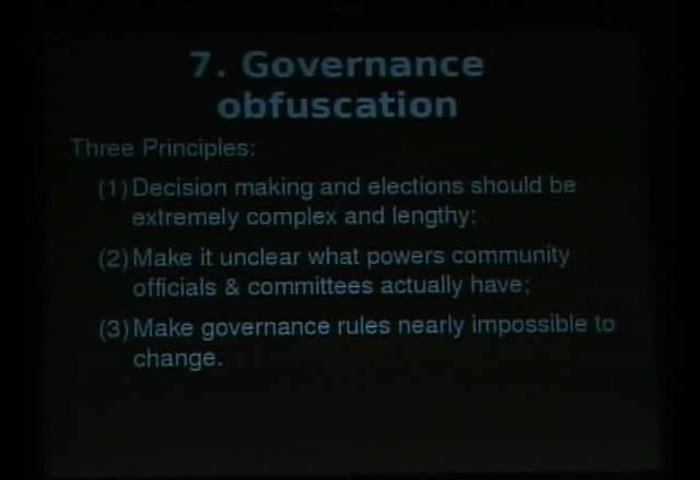 7. Governance
obfuscation
Three Principles:
(1) Decision making and elections should be
extremely complex and lengthy;
(2) Make it unclear what powers community
officials & committees actually have;
(3) Make governance rules nearly impossible to
change.